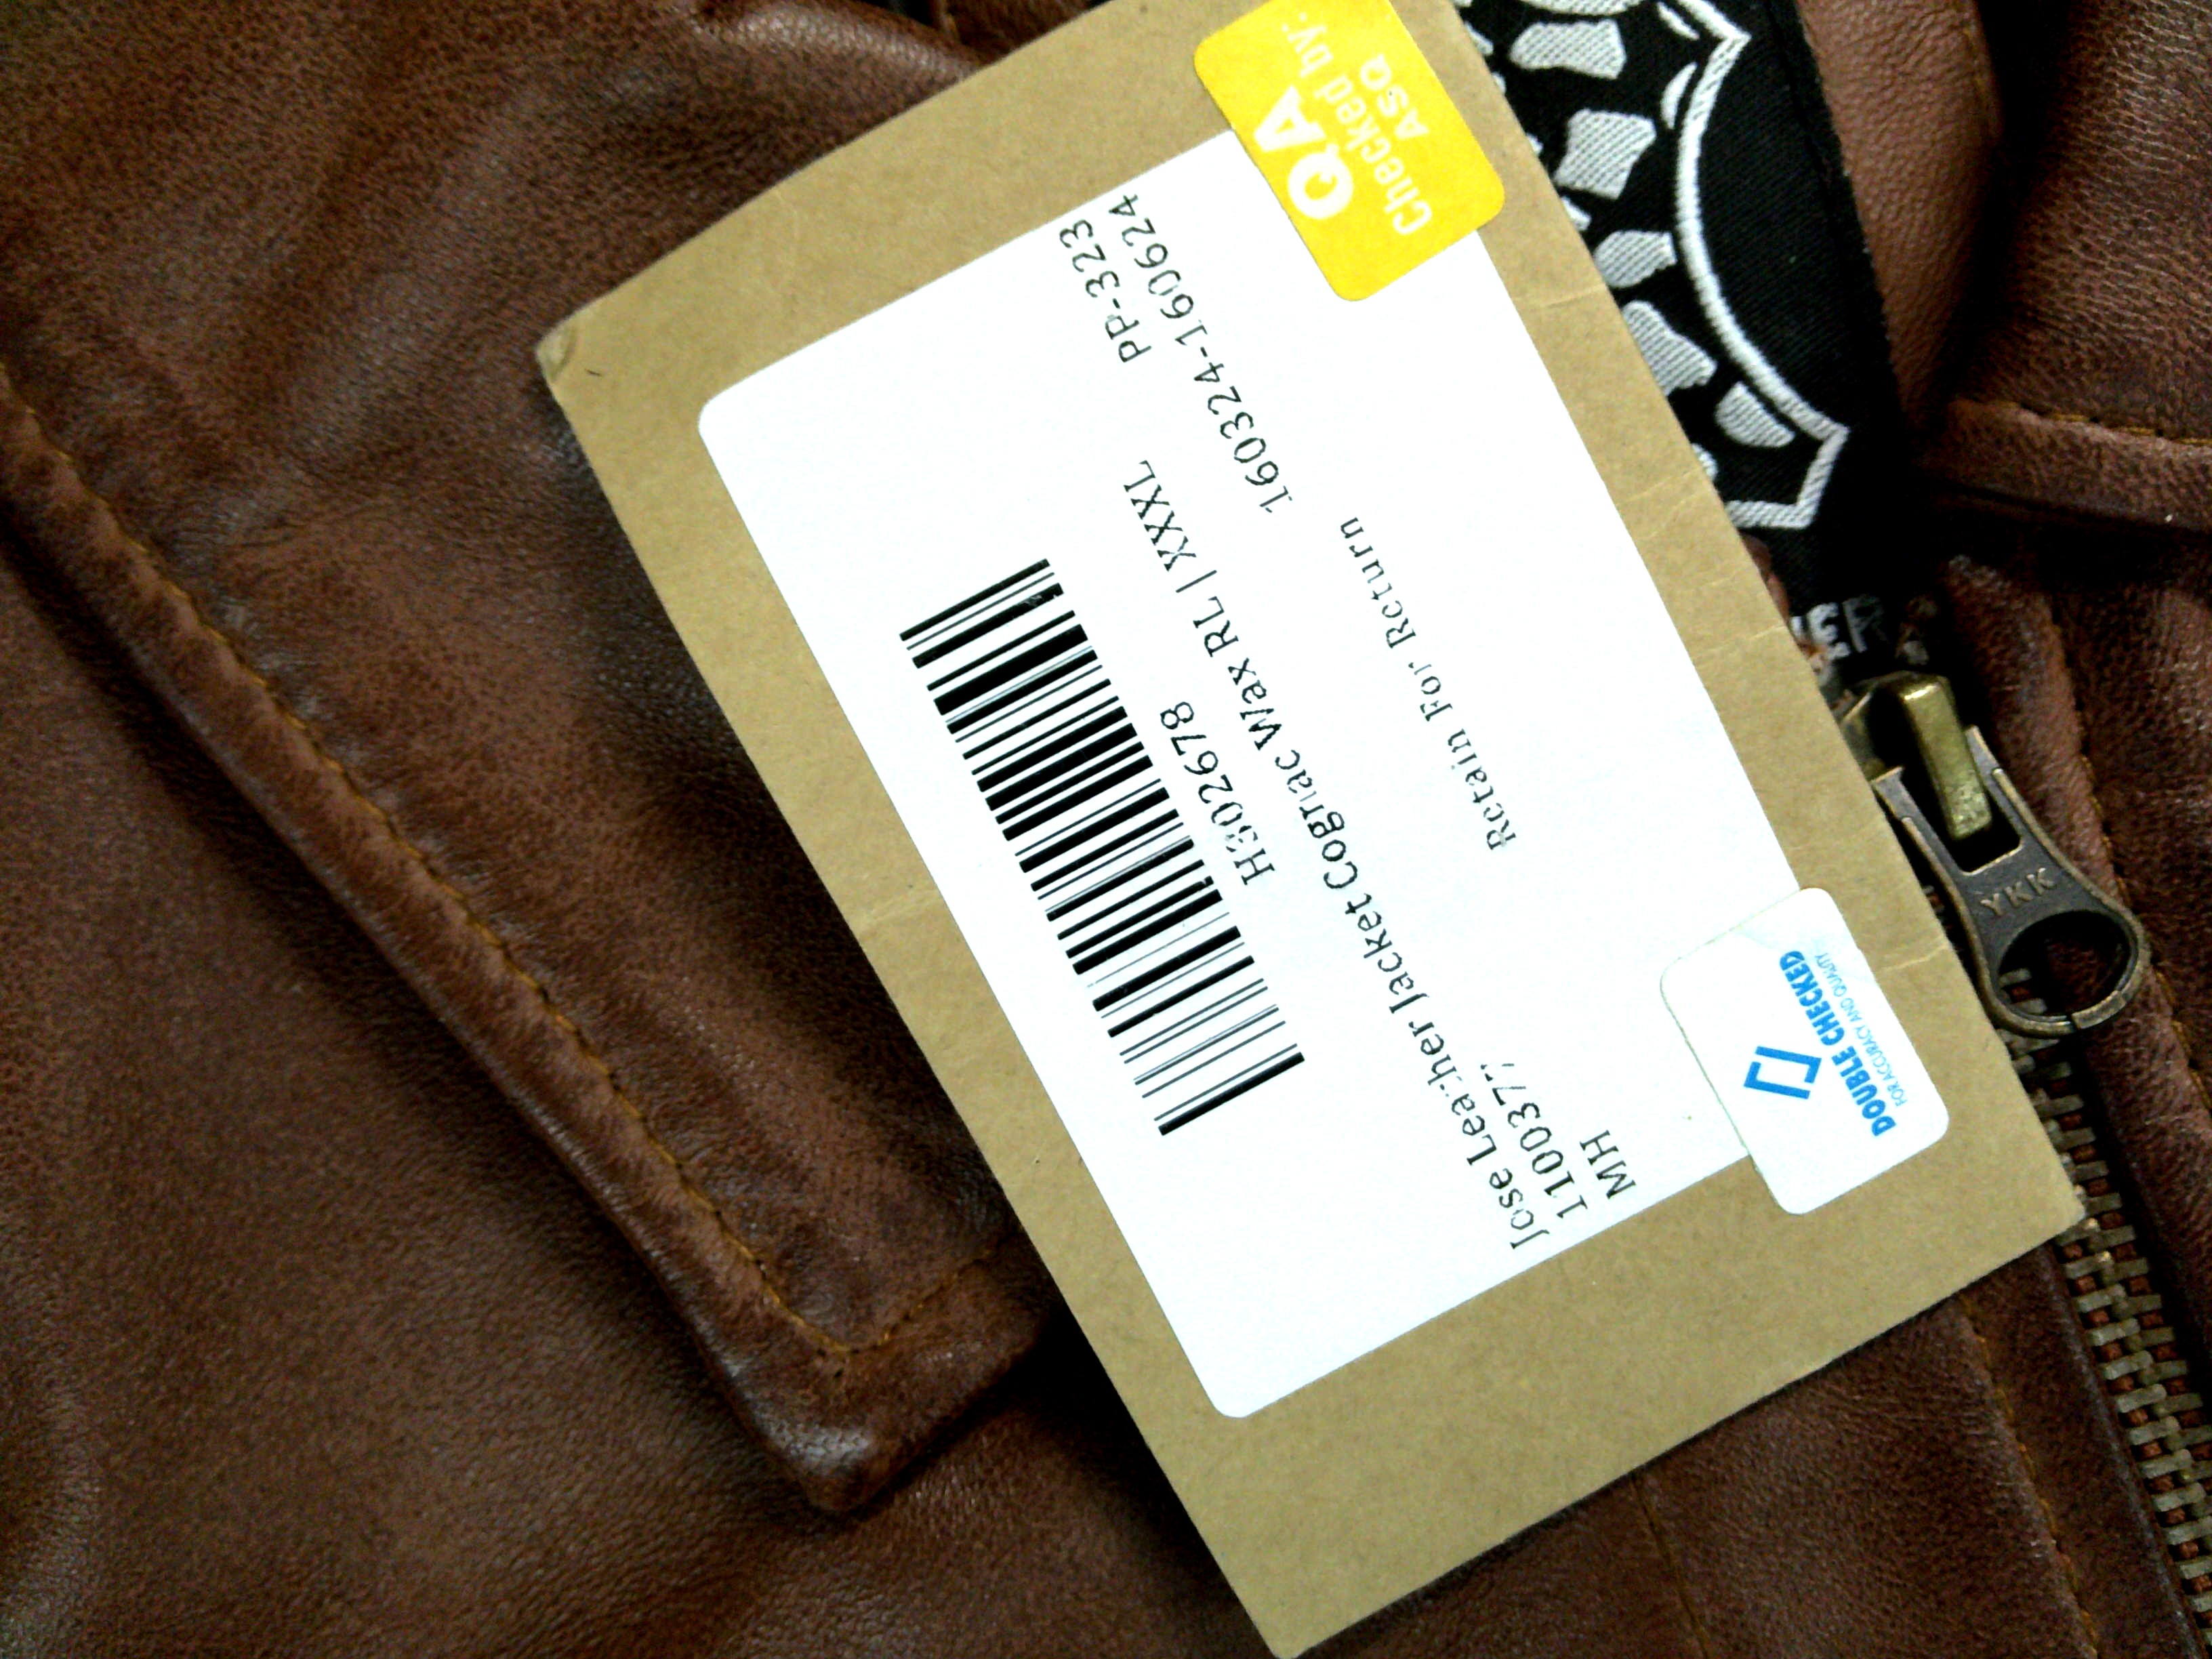 H302678
PP-323
Jose Leather Jacket Cognac Wax RL | XXXL
160324-160624
MH
Retain For Return
QA
Checked by:
ASQ
DOUBLE CHECKED
FOR ACCURACY AND QUALITY
YKK